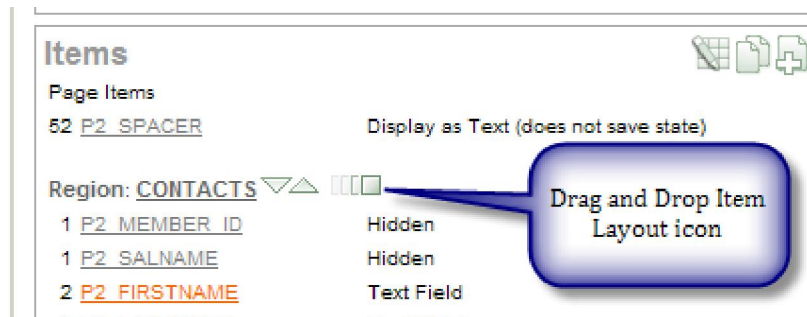 Items
Page Items
52 P2_SPACER Display as Text (does not save state)
Region: CONTACTS
1 P2_MEMBER_ID Hidden
1 P2_SALNAME Hidden
2 P2_FIRSTNAME Text Field
Drag and Drop Item
Layout icon